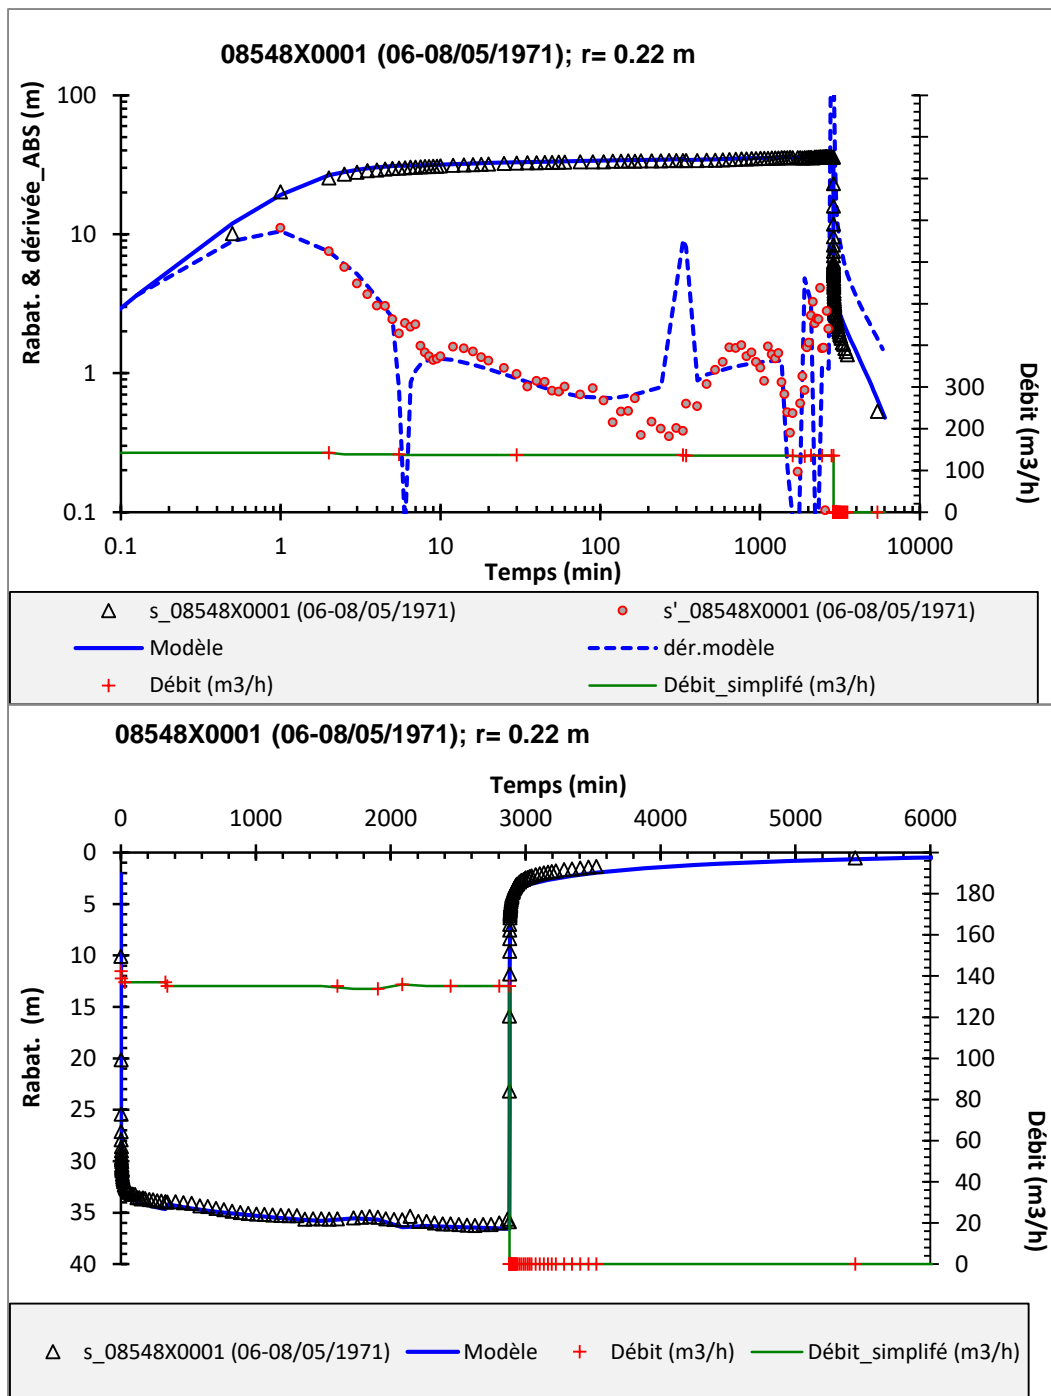 08548X0001 (06-08/05/1971); r= 0.22 m
Rabat. & dérivée_ABS (m)
100
10
1
0.1
0.1 1 10 100 1000 10000
Temps (min)
300
200
100
0
Débit (m3/h)
s_08548X0001 (06-08/05/1971)
s'_08548X0001 (06-08/05/1971)
Modèle
dér.modèle
Débit (m3/h)
Débit_simplifé (m3/h)
08548X0001 (06-08/05/1971); r= 0.22 m
Temps (min)
0 1000 2000 3000 4000 5000 6000
Rabat. (m)
0
5
10
15
20
25
30
35
40
180
160
140
120
100
80
60
40
20
0
Débit (m3/h)
s_08548X0001 (06-08/05/1971) Modèle Débit (m3/h) Débit_simplifé (m3/h)